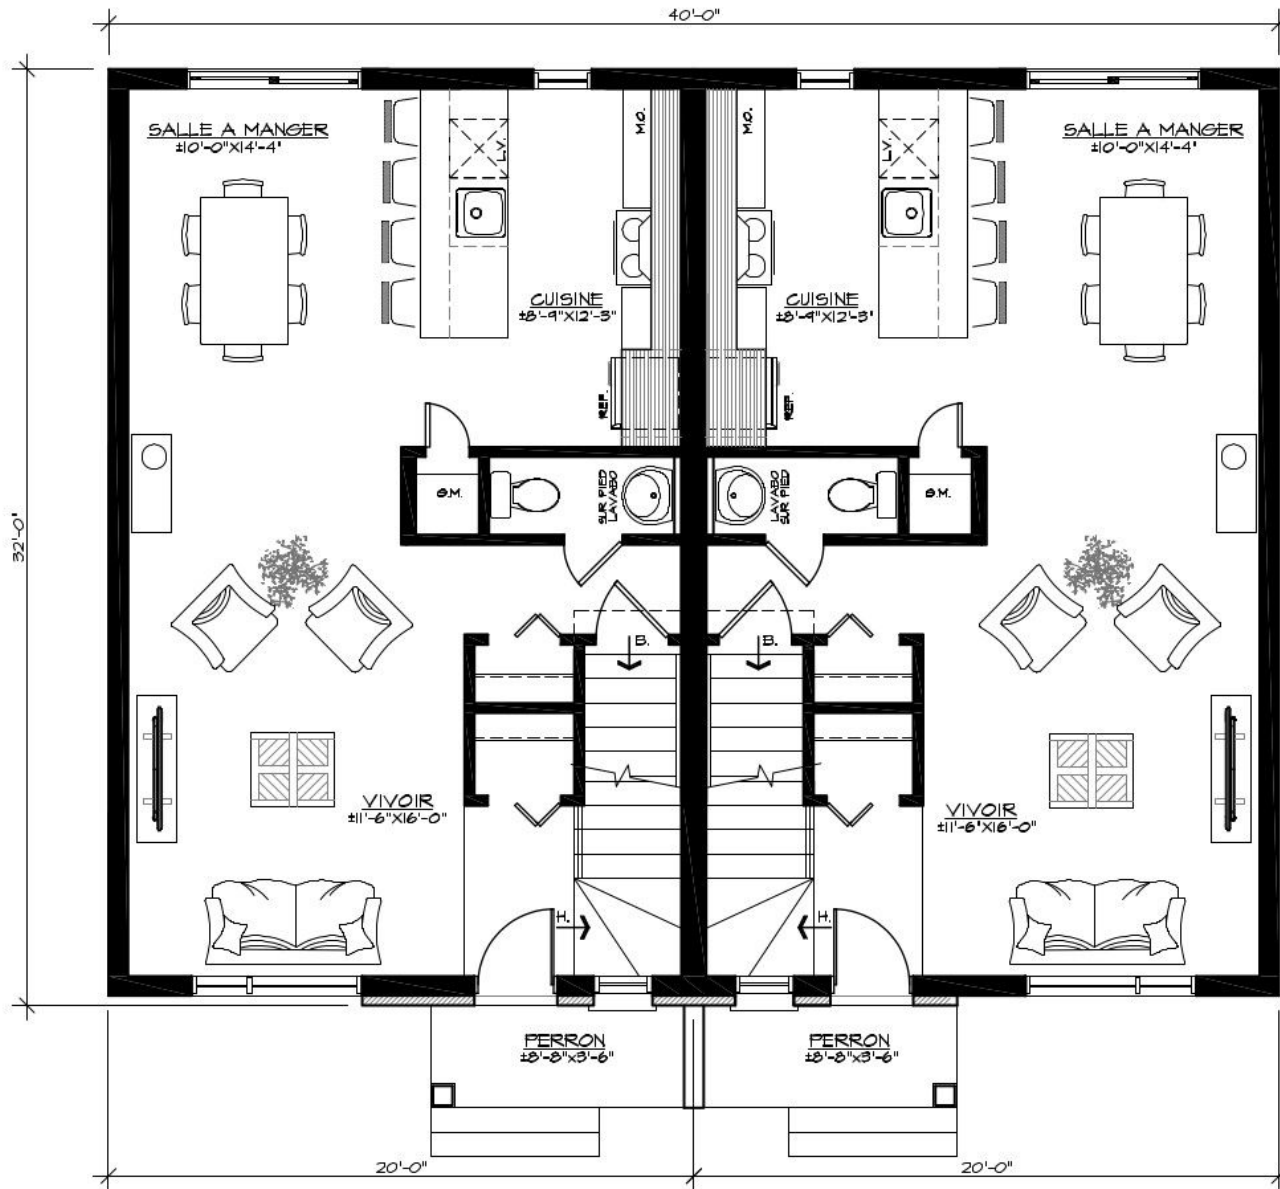 40'-0"
SALLE A MANGER
±10'-0"X14'-4"
L.V.
M.O.
M.O.
L.V.
SALLE A MANGER
±10'-0"X14'-4"
CUISINE
±8'-9"X12'-3"
CUISINE
±8'-9"X12'-3"
REF.
REF.
G.M.
SUR PIED
LAVABO
LAVABO
SUR PIED
G.M.
32'-0"
B.
B.
VIVOIR
±11'-6"X16'-0"
VIVOIR
±11'-6"X16'-0"
H.
H.
PERRON
±8'-8"x3'-6"
PERRON
±8'-8"x3'-6"
20'-0"
20'-0"